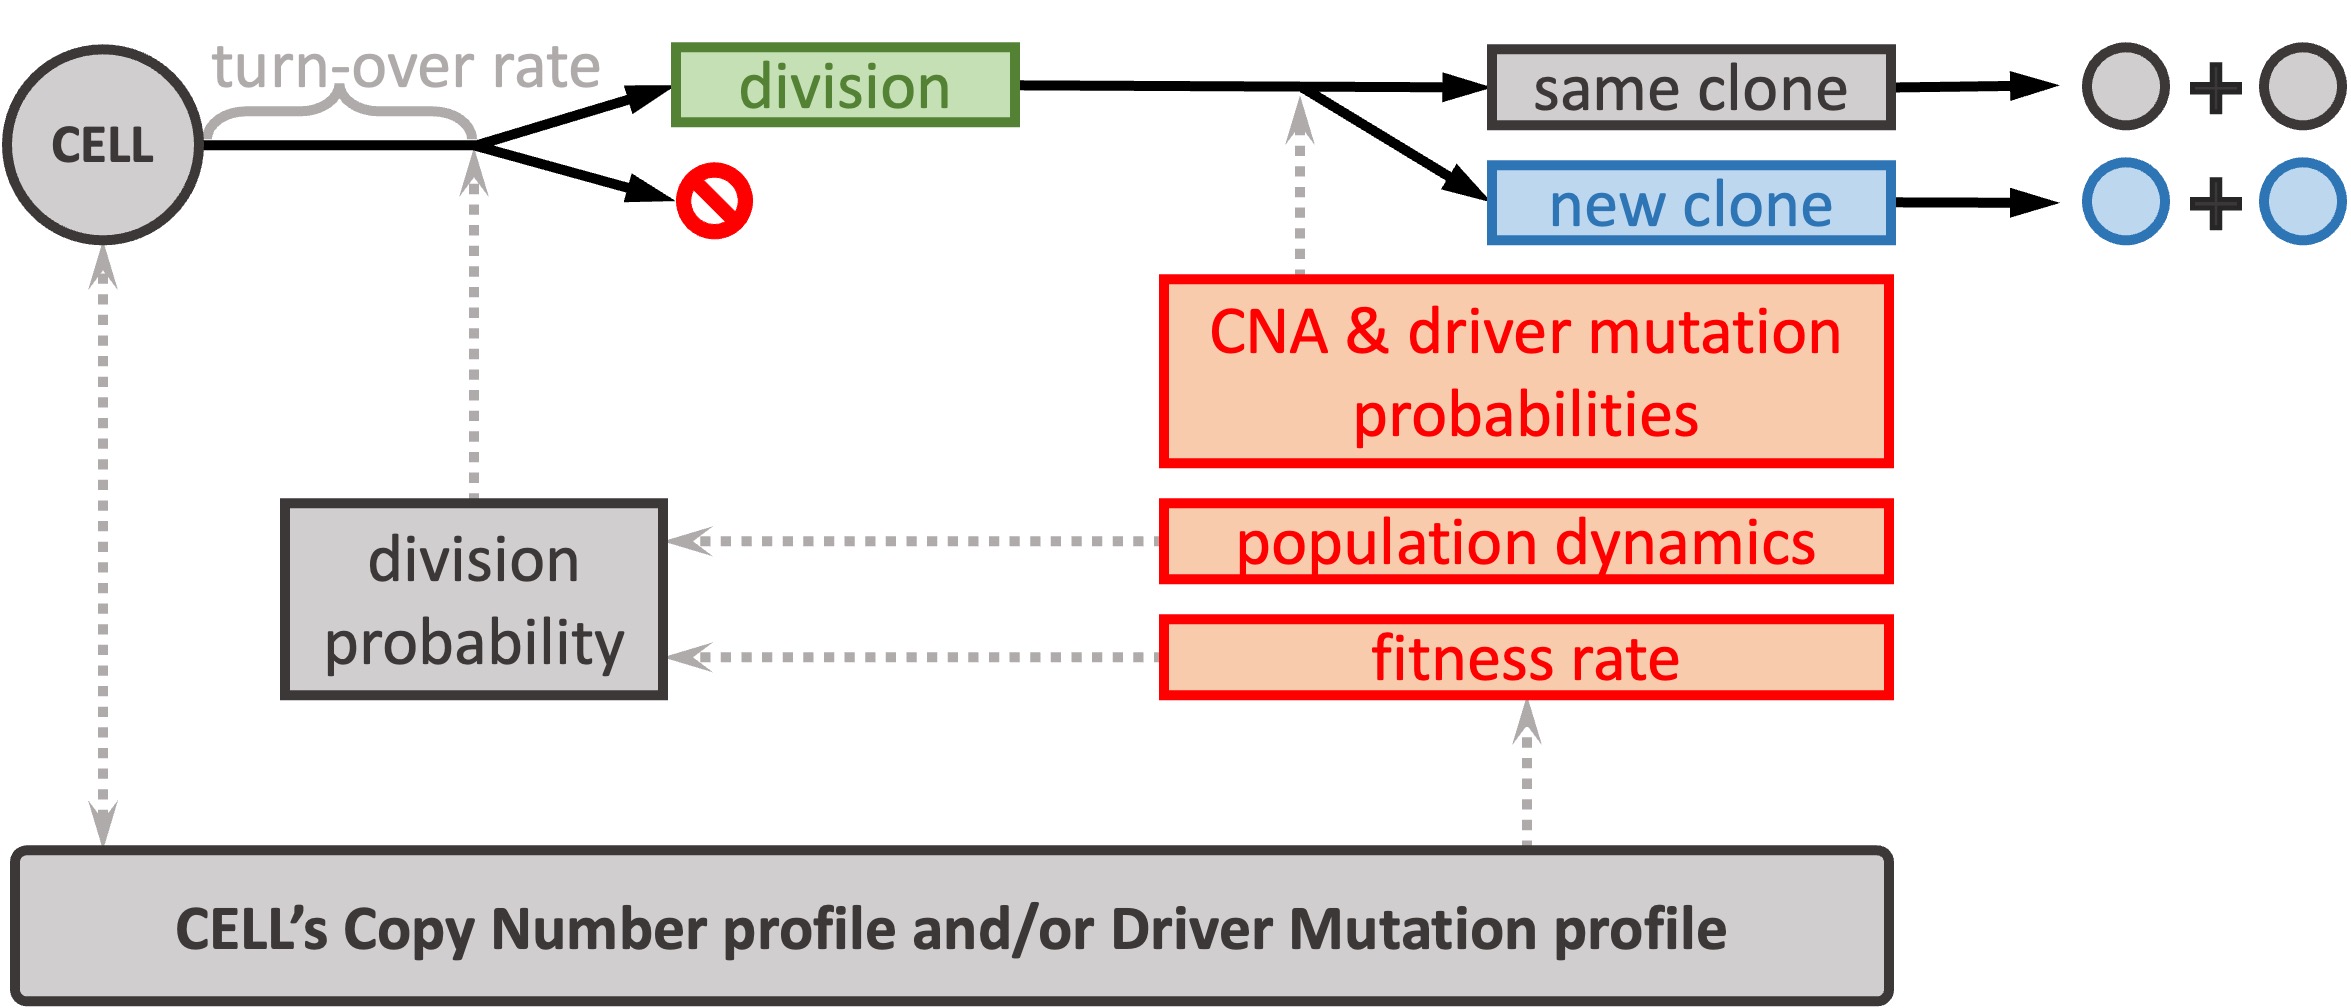 turn-over rate
CELL
division
same clone
new clone
CNA & driver mutation
probabilities
division
probability
population dynamics
fitness rate
CELL’s Copy Number profile and/or Driver Mutation profile